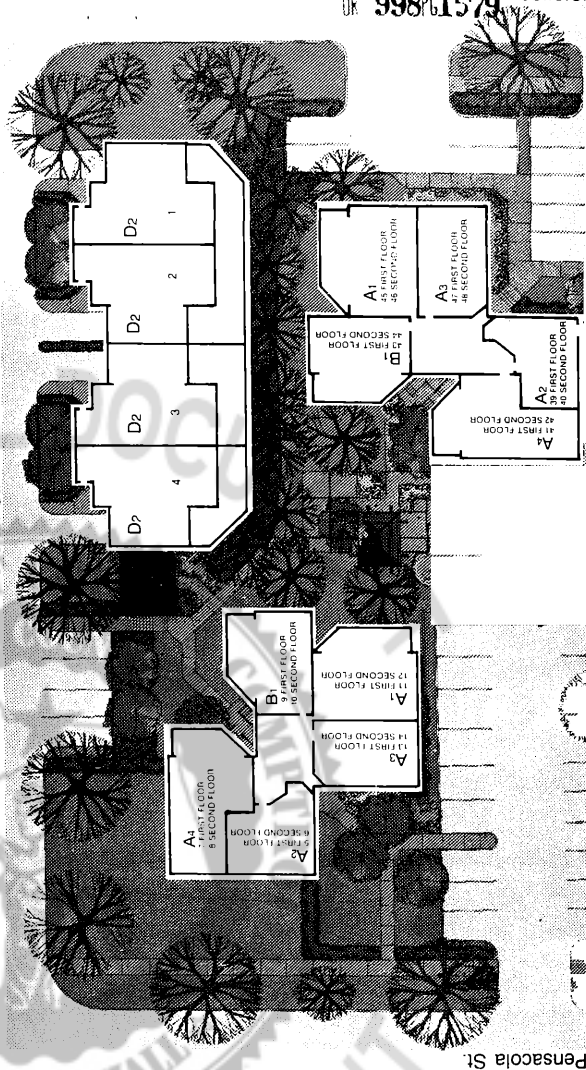 998 PG 1579
D2
1
D2
2
D2
3
D2
4
A1
45 FIRST FLOOR
46 SECOND FLOOR
A3
47 FIRST FLOOR
48 SECOND FLOOR
B1
43 FIRST FLOOR
44 SECOND FLOOR
A2
39 FIRST FLOOR
40 SECOND FLOOR
A4
41 FIRST FLOOR
42 SECOND FLOOR
B1
9 FIRST FLOOR
10 SECOND FLOOR
A1
11 FIRST FLOOR
12 SECOND FLOOR
A3
13 FIRST FLOOR
14 SECOND FLOOR
A4
7 FIRST FLOOR
8 SECOND FLOOR
A2
5 FIRST FLOOR
6 SECOND FLOOR
Pensacola St.